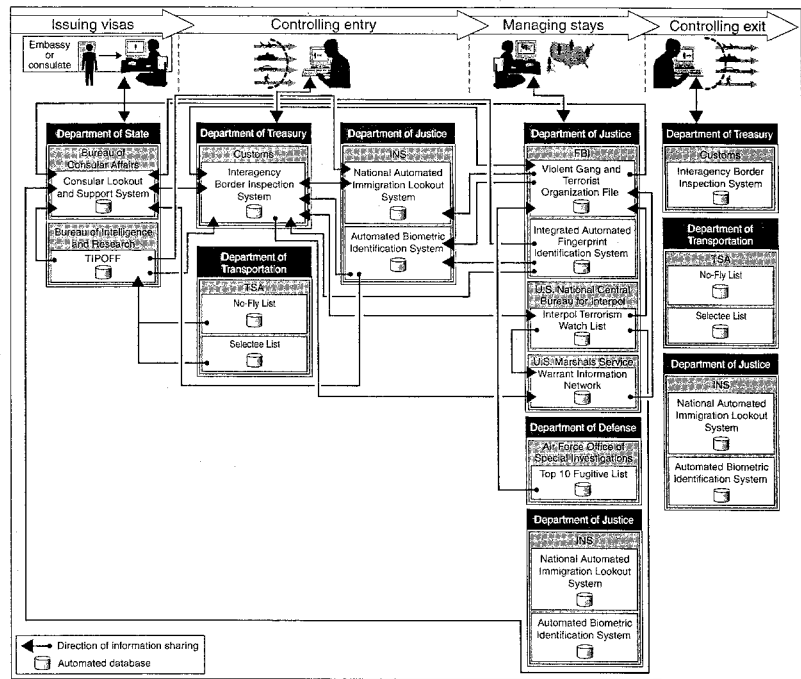 Issuing visas
Controlling entry
Managing stays
Controlling exit
Embassy
or
consulate
Department of State
Bureau of
Consular Affairs
Consular Lookout
and Support System
Bureau of Intelligence
and Research
TIPOFF
Department of Treasury
Customs
Interagency
Border Inspection
System
Department of
Transportation
TSA
No-Fly List
Selectee List
Department of Justice
INS
National Automated
Immigration Lookout
System
Automated Biometric
Identification System
Department of Justice
FBI
Violent Gang and
Terrorist
Organization File
Integrated Automated
Fingerprint
Identification System
U.S. National Central
Bureau for Interpol
Interpol Terrorism
Watch List
U.S. Marshals Service
Warrant Information
Network
Department of Defense
Air Force Office of
Special Investigations
Top 10 Fugitive List
Department of Justice
INS
National Automated
Immigration Lookout
System
Automated Biometric
Identification System
Department of Treasury
Customs
Interagency Border
Inspection System
Department of
Transportation
TSA
No-Fly List
Selectee List
Department of Justice
INS
National Automated
Immigration Lookout
System
Automated Biometric
Identification System
Direction of information sharing
Automated database